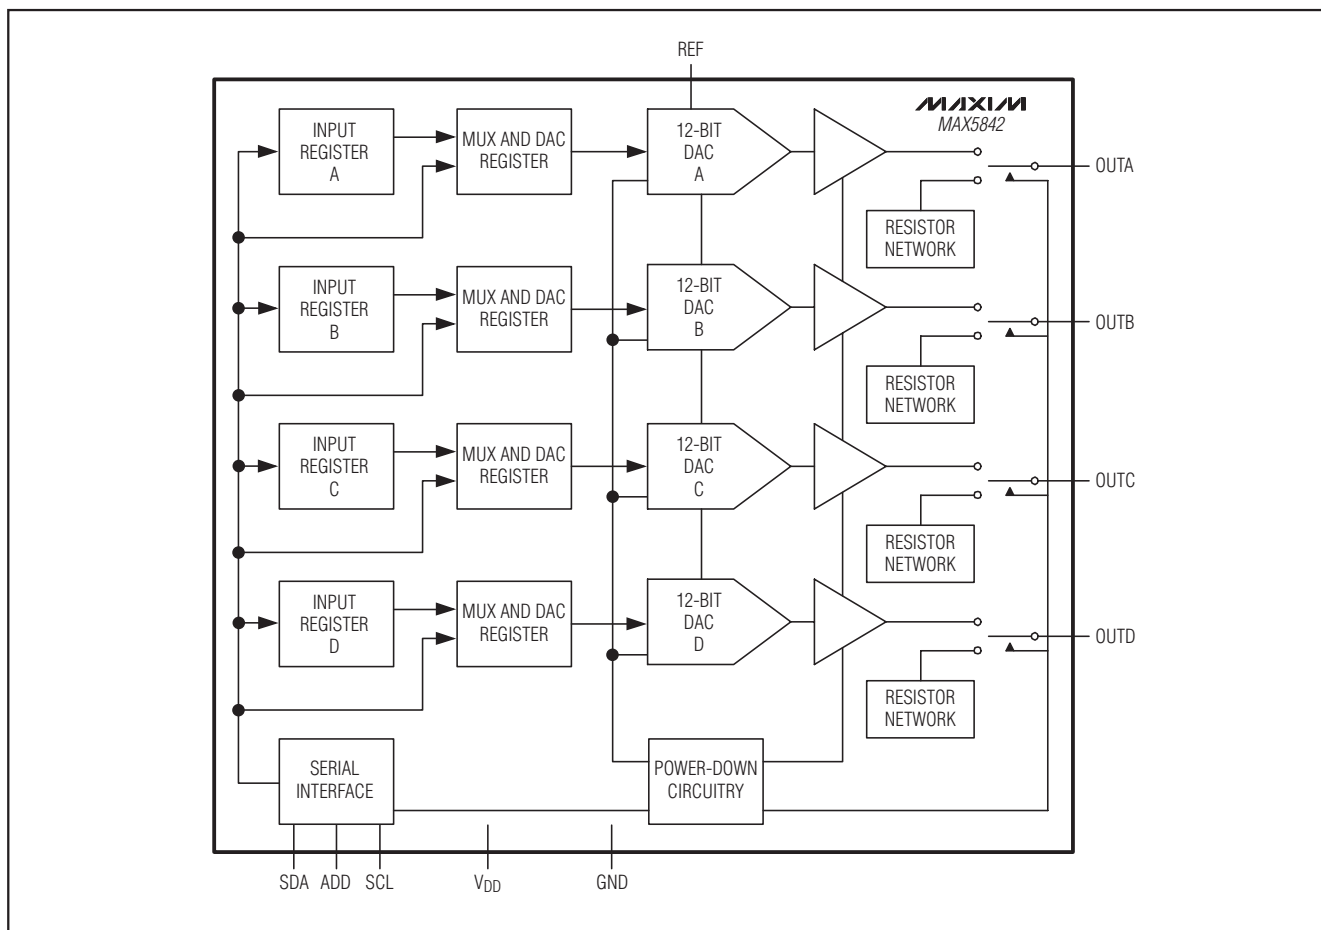 REF
MAXIM
MAX5842
INPUT
REGISTER
A
MUX AND DAC
REGISTER
12-BIT
DAC
A
OUTA
RESISTOR
NETWORK
INPUT
REGISTER
B
MUX AND DAC
REGISTER
12-BIT
DAC
B
OUTB
RESISTOR
NETWORK
INPUT
REGISTER
C
MUX AND DAC
REGISTER
12-BIT
DAC
C
OUTC
RESISTOR
NETWORK
INPUT
REGISTER
D
MUX AND DAC
REGISTER
12-BIT
DAC
D
OUTD
RESISTOR
NETWORK
SERIAL
INTERFACE
POWER-DOWN
CIRCUITRY
SDA ADD SCL VDD GND